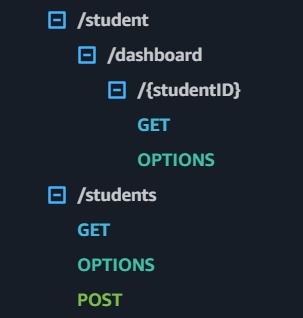 /student
/dashboard
/{studentID}
GET
OPTIONS
/students
GET
OPTIONS
POST